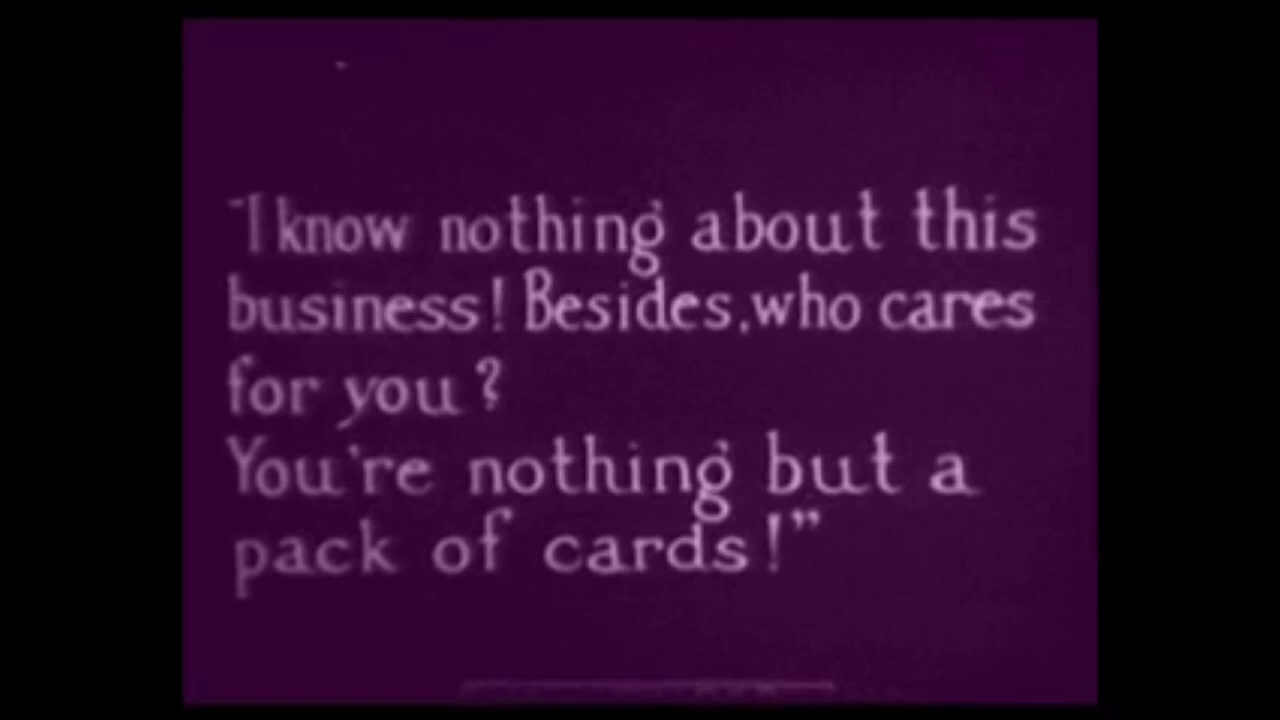 "I know nothing about this
business! Besides, who cares
for you?
You're nothing but a
pack of cards!"